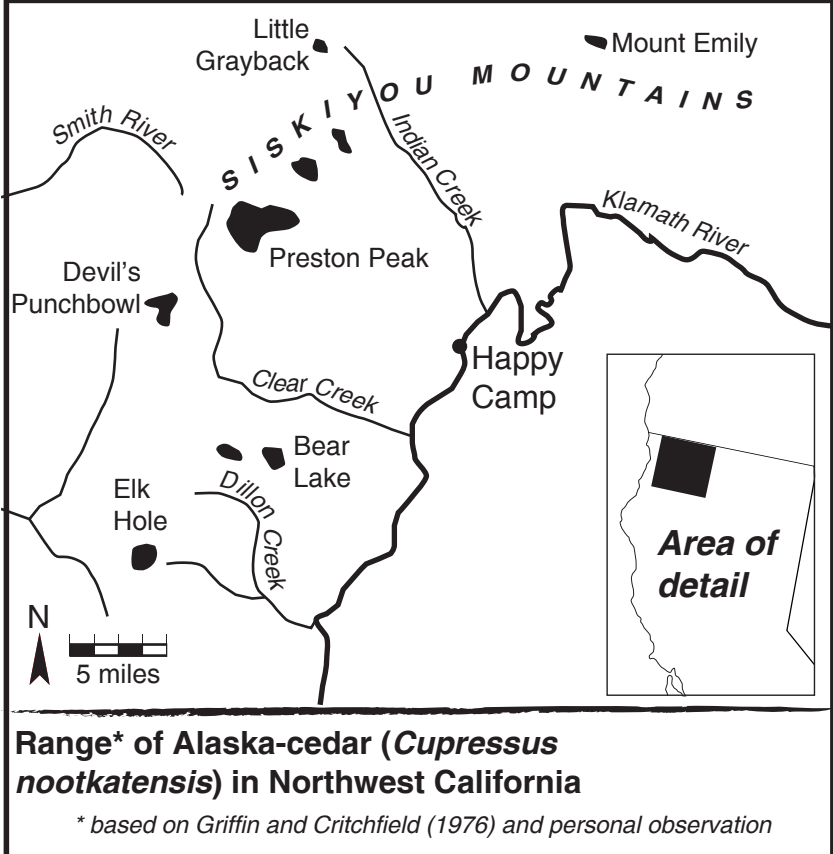 Little
Grayback
Mount Emily
SISKIYOU MOUNTAINS
Smith River
Indian Creek
Klamath River
Preston Peak
Devil's
Punchbowl
Happy
Camp
Clear Creek
Bear
Lake
Dillon Creek
Elk
Hole
Area of
detail
N
5 miles
Range* of Alaska-cedar (Cupressus
nootkatensis) in Northwest California
* based on Griffin and Critchfield (1976) and personal observation